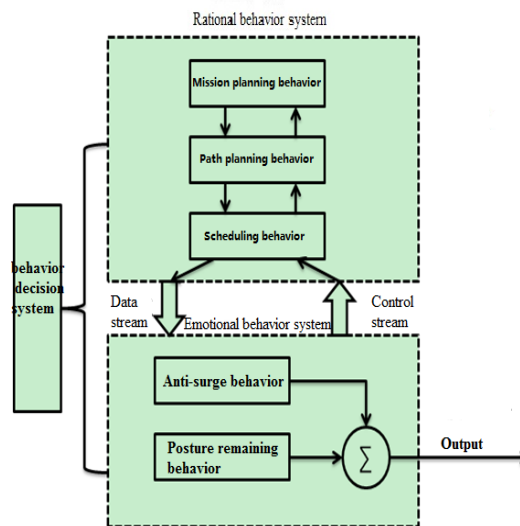 Rational behavior system
Mission planning behavior
Path planning behavior
Scheduling behavior
behavior
decision
system
Data
stream
Control
stream
Emotional behavior system
Anti-surge behavior
Posture remaining
behavior
Σ
Output